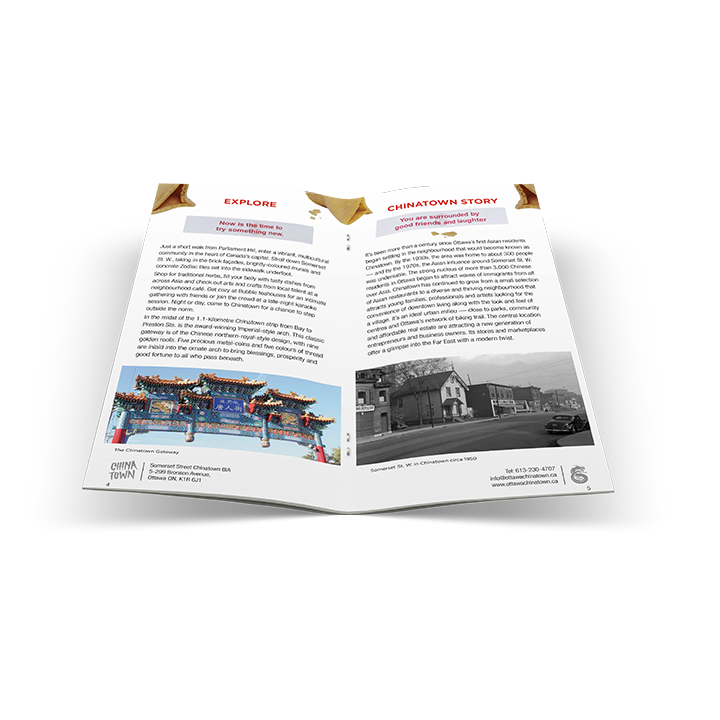 EXPLORE
Now is the time to
try something new.
Just a short walk from Parliament Hill, enter a vibrant, multicultural
community in the heart of Canada's capital. Stroll down Somerset
St. W., taking in the brick façades, brightly-coloured murals and
concrete Zodiac tiles set into the sidewalk underfoot.
Shop for traditional herbs, fill your belly with tasty dishes from
across Asia and check out arts and crafts from local talent at a
neighbourhood café. Get cozy at Bubble teahouses for an intimate
gathering with friends or join the crowd at a late-night karaoke
session. Night or day, come to Chinatown for a chance to stay
outside the norm.
In the midst of the 1.1-kilometre Chinatown strip from Bay to
Preston Sts. is the award-winning Imperial-style arch. This classic
gateway is of the Chinese northern-royal-style design, with nine
golden roofs. Five precious metal-coins and five colours of thread
are inlaid into the ornate arch to bring blessings, prosperity and
good fortune to all who pass beneath.
The Chinatown Gateway
CHINA
TOWN
Somerset Street Chinatown BIA
5-299 Bronson Avenue,
Ottawa ON, K1R 6J1
4
CHINATOWN STORY
You are surrounded by
good friends and laughter
It's been more than a century since Ottawa's first Asian residents
began settling in the neighbourhood that would become known as
Chinatown. By the 1930s, the area was home to about 300 people
— and by the 1970s, the Asian influence around Somerset St. W.
was undeniable. The strong nucleus of more than 3,000 Chinese
residents in Ottawa began to attract waves of immigrants from all
over Asia. Chinatown has continued to grow from a small selection
of Asian restaurants to a diverse and thriving neighbourhood that
attracts young families, professionals and artists looking for the
convenience of downtown living along with the look and feel of
a village. It's an ideal urban milieu — close to parks, community
centres and Ottawa's network of biking trail. The central location
and affordable real estate are attracting a new generation of
entrepreneurs and business owners. Its stores and marketplaces
offer a glimpse into the Far East with a modern twist.
Somerset St. W. in Chinatown circa 1950
Tel: 613-230-4707
info@ottawachinatown.ca
www.ottawachinatown.ca
5